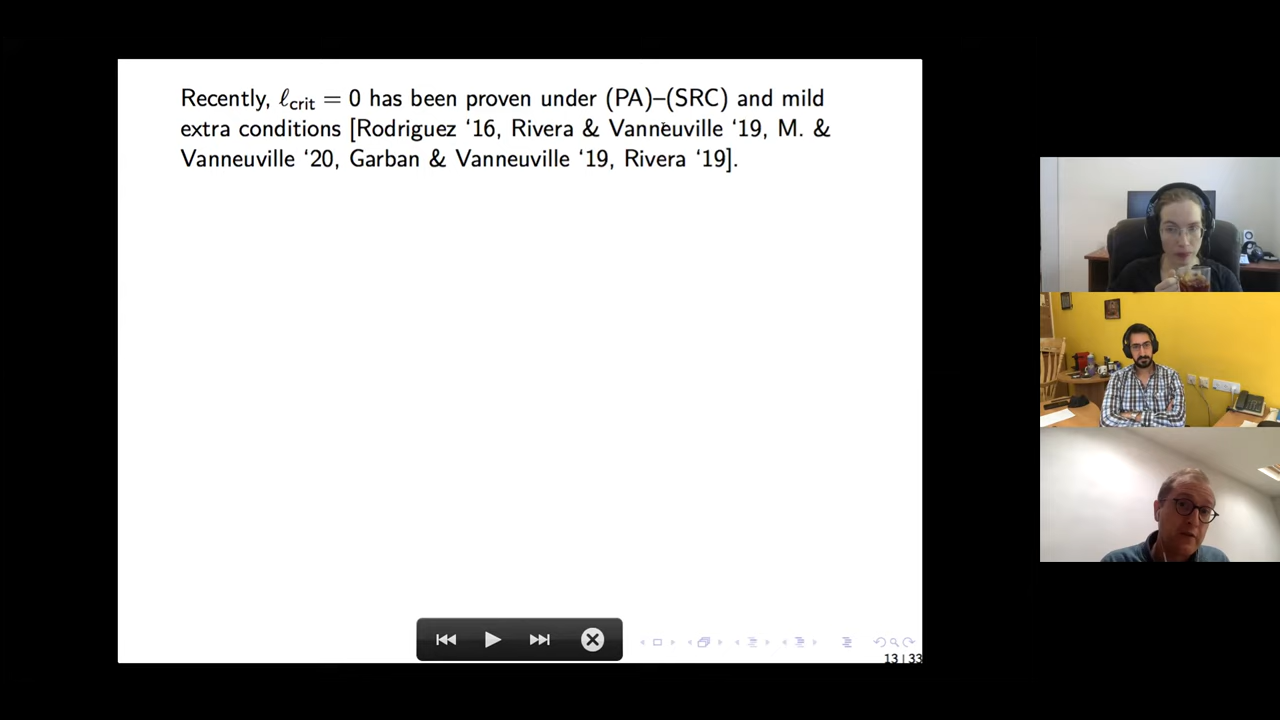 Recently, ℓcrit = 0 has been proven under (PA)–(SRC) and mild
extra conditions [Rodriguez ‘16, Rivera & Vanneuville ‘19, M. &
Vanneuville ‘20, Garban & Vanneuville ‘19, Rivera ‘19].
13 / 33